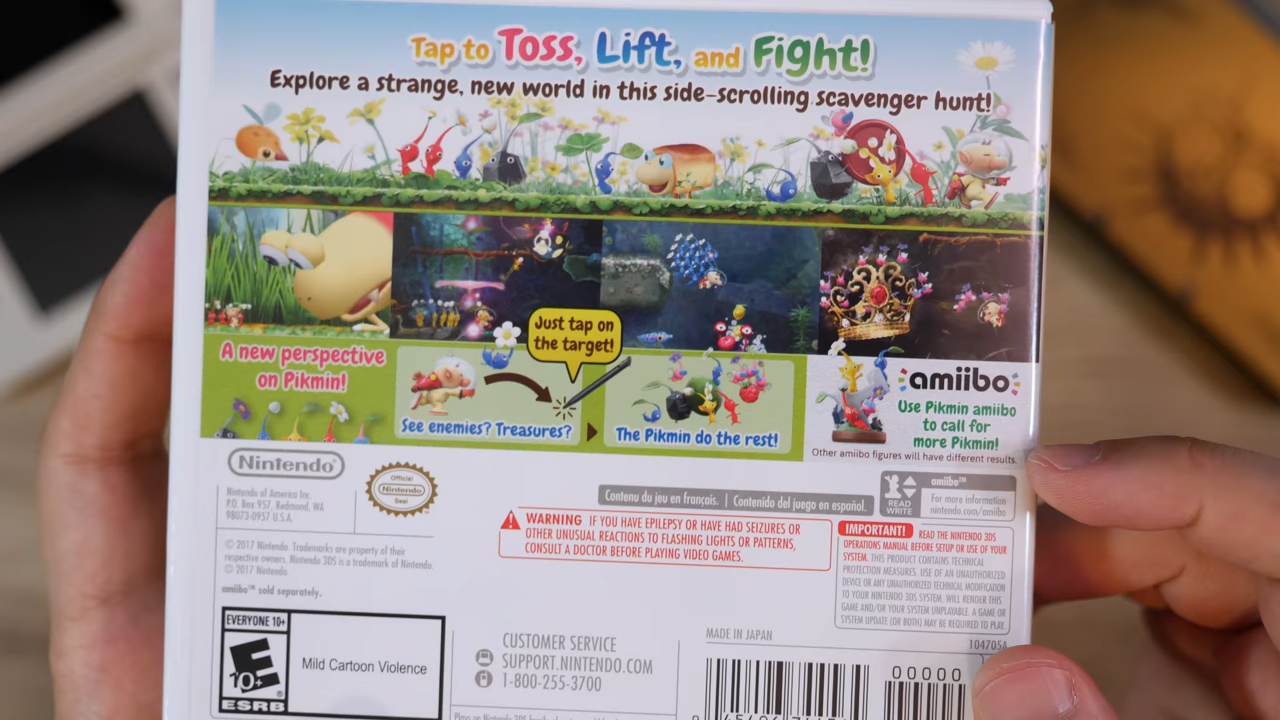 Tap to Toss, Lift, and Fight!
Explore a strange, new world in this side-scrolling scavenger hunt!
A new perspective
on Pikmin!
Just tap on
the target!
See enemies? Treasures?
The Pikmin do the rest!
amiibo
Use Pikmin amiibo
to call for
more Pikmin!
Other amiibo figures will have different results.
Nintendo
Nintendo of America Inc.
P.O. Box 957, Redmond, WA
98073-0957 U.S.A.
Official
Nintendo
Seal
Contenu du jeu en français. | Contenido del juego en español.
READ
WRITE
amiibo™
For more information
nintendo.com/amiibo
© 2017 Nintendo. Trademarks are property of their
respective owners. Nintendo 3DS is a trademark of Nintendo.
© 2017 Nintendo.
amiibo™ sold separately.
WARNING IF YOU HAVE EPILEPSY OR HAVE HAD SEIZURES OR
OTHER UNUSUAL REACTIONS TO FLASHING LIGHTS OR PATTERNS,
CONSULT A DOCTOR BEFORE PLAYING VIDEO GAMES.
IMPORTANT! READ THE NINTENDO 3DS
OPERATIONS MANUAL BEFORE SETUP OR USE OF YOUR
SYSTEM. THIS PRODUCT CONTAINS TECHNICAL
PROTECTION MEASURES. USE OF AN UNAUTHORIZED
DEVICE OR ANY UNAUTHORIZED TECHNICAL MODIFICATION
TO YOUR NINTENDO 3DS SYSTEM, WILL RENDER THIS
GAME AND/OR YOUR SYSTEM UNPLAYABLE. A GAME OR
SYSTEM UPDATE (OR BOTH) MAY BE REQUIRED TO PLAY.
104705A
EVERYONE 10+
E
10+
ESRB
Mild Cartoon Violence
CUSTOMER SERVICE
SUPPORT.NINTENDO.COM
1-800-255-3700
MADE IN JAPAN
00000